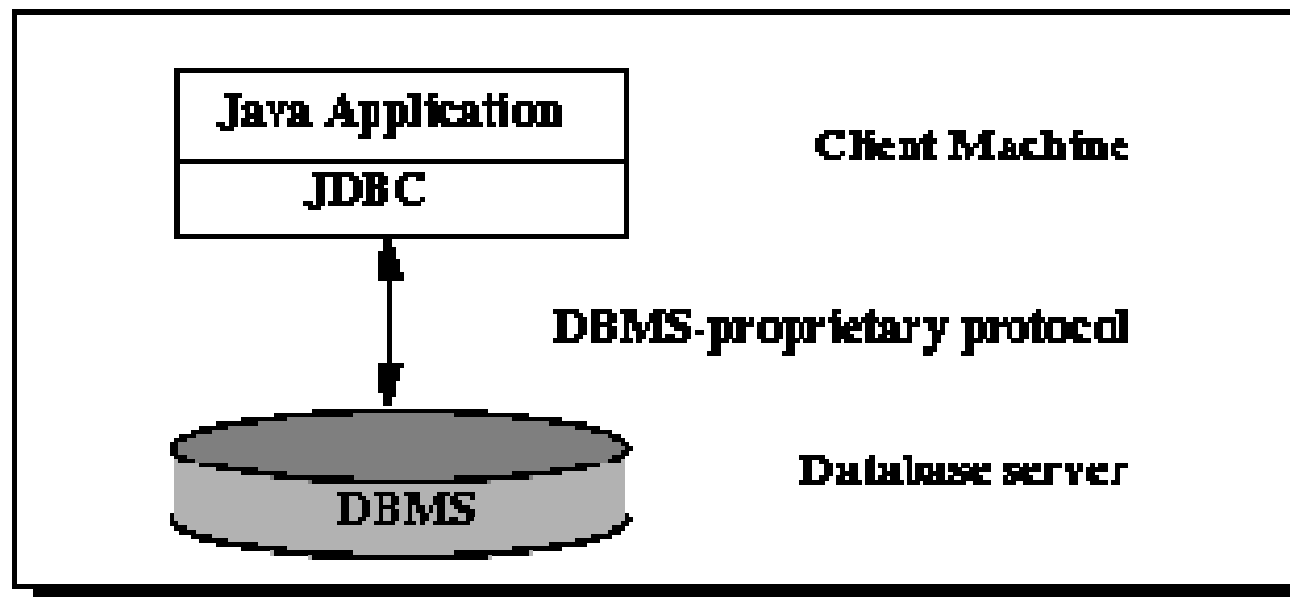 Java Application
Client Machine
JDBC
DBMS-proprietary protocol
Database server
DBMS